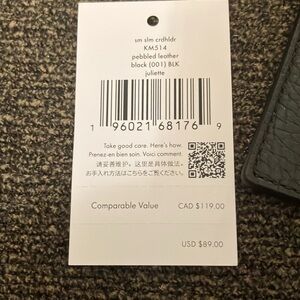 sm slm crdhldr
KM514
pebbled leather
black (001) BLK
juliette
1 96021 68176 9
Take good care. Here's how.
Prenez-en bien soin. Voici comment.
请妥善维护，这里是具体做法。
お手入れ方法はこちらをご覧ください。
Comparable Value CAD $119.00
USD $89.00